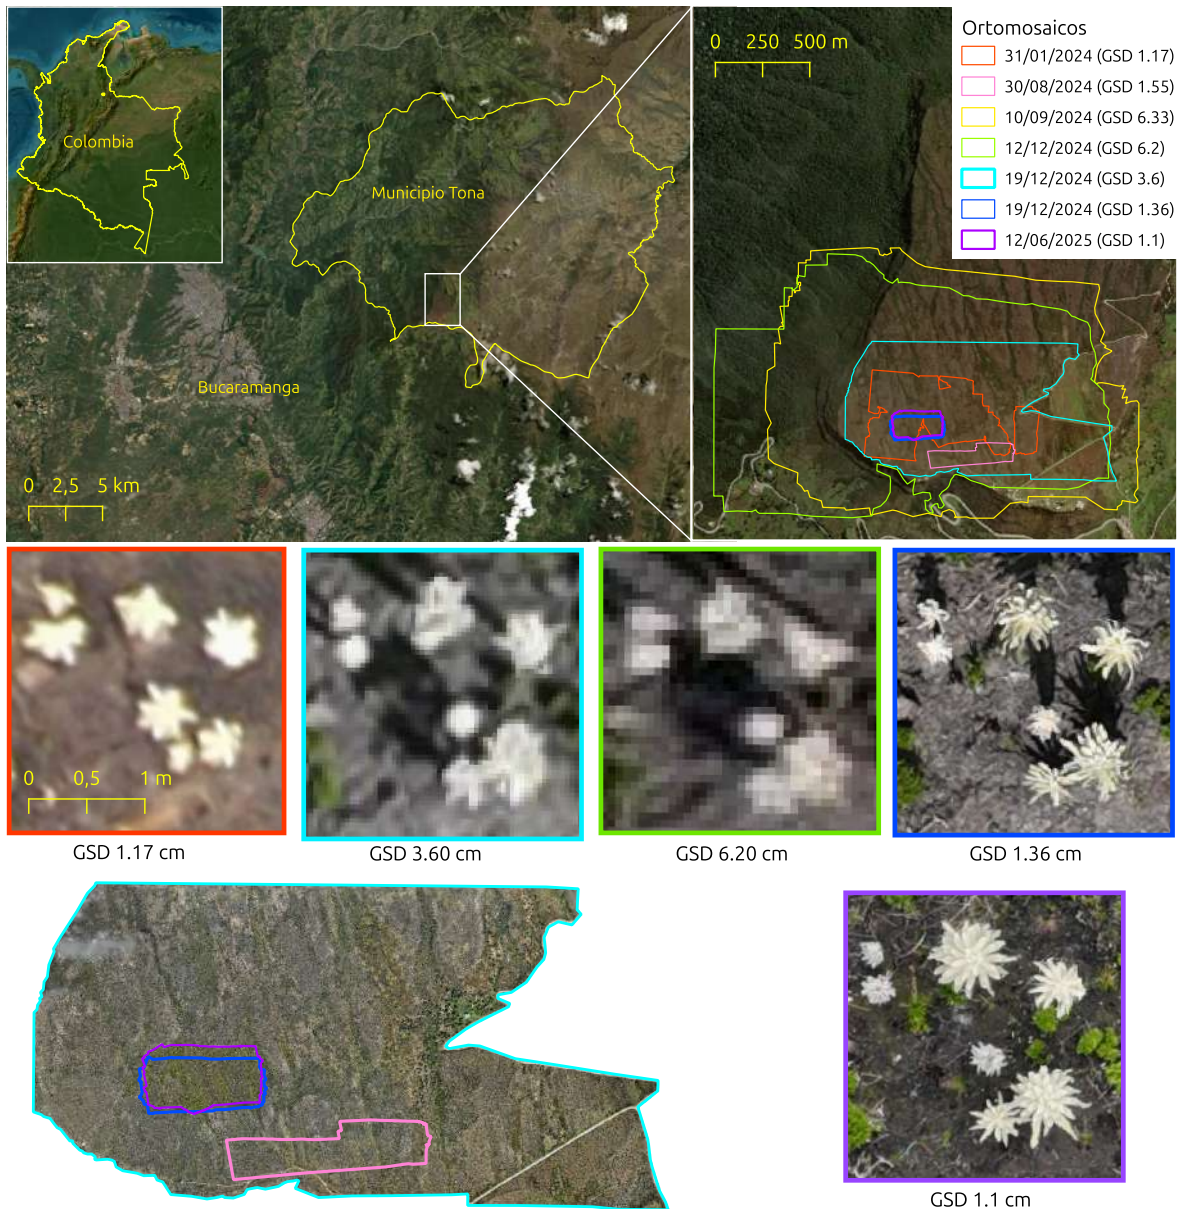 Colombia
Municipio Tona
Bucaramanga
0 2,5 5 km
0 250 500 m
Ortomosaicos
31/01/2024 (GSD 1.17)
30/08/2024 (GSD 1.55)
10/09/2024 (GSD 6.33)
12/12/2024 (GSD 6.2)
19/12/2024 (GSD 3.6)
19/12/2024 (GSD 1.36)
12/06/2025 (GSD 1.1)
0 0,5 1 m
GSD 1.17 cm
GSD 3.60 cm
GSD 6.20 cm
GSD 1.36 cm
GSD 1.1 cm